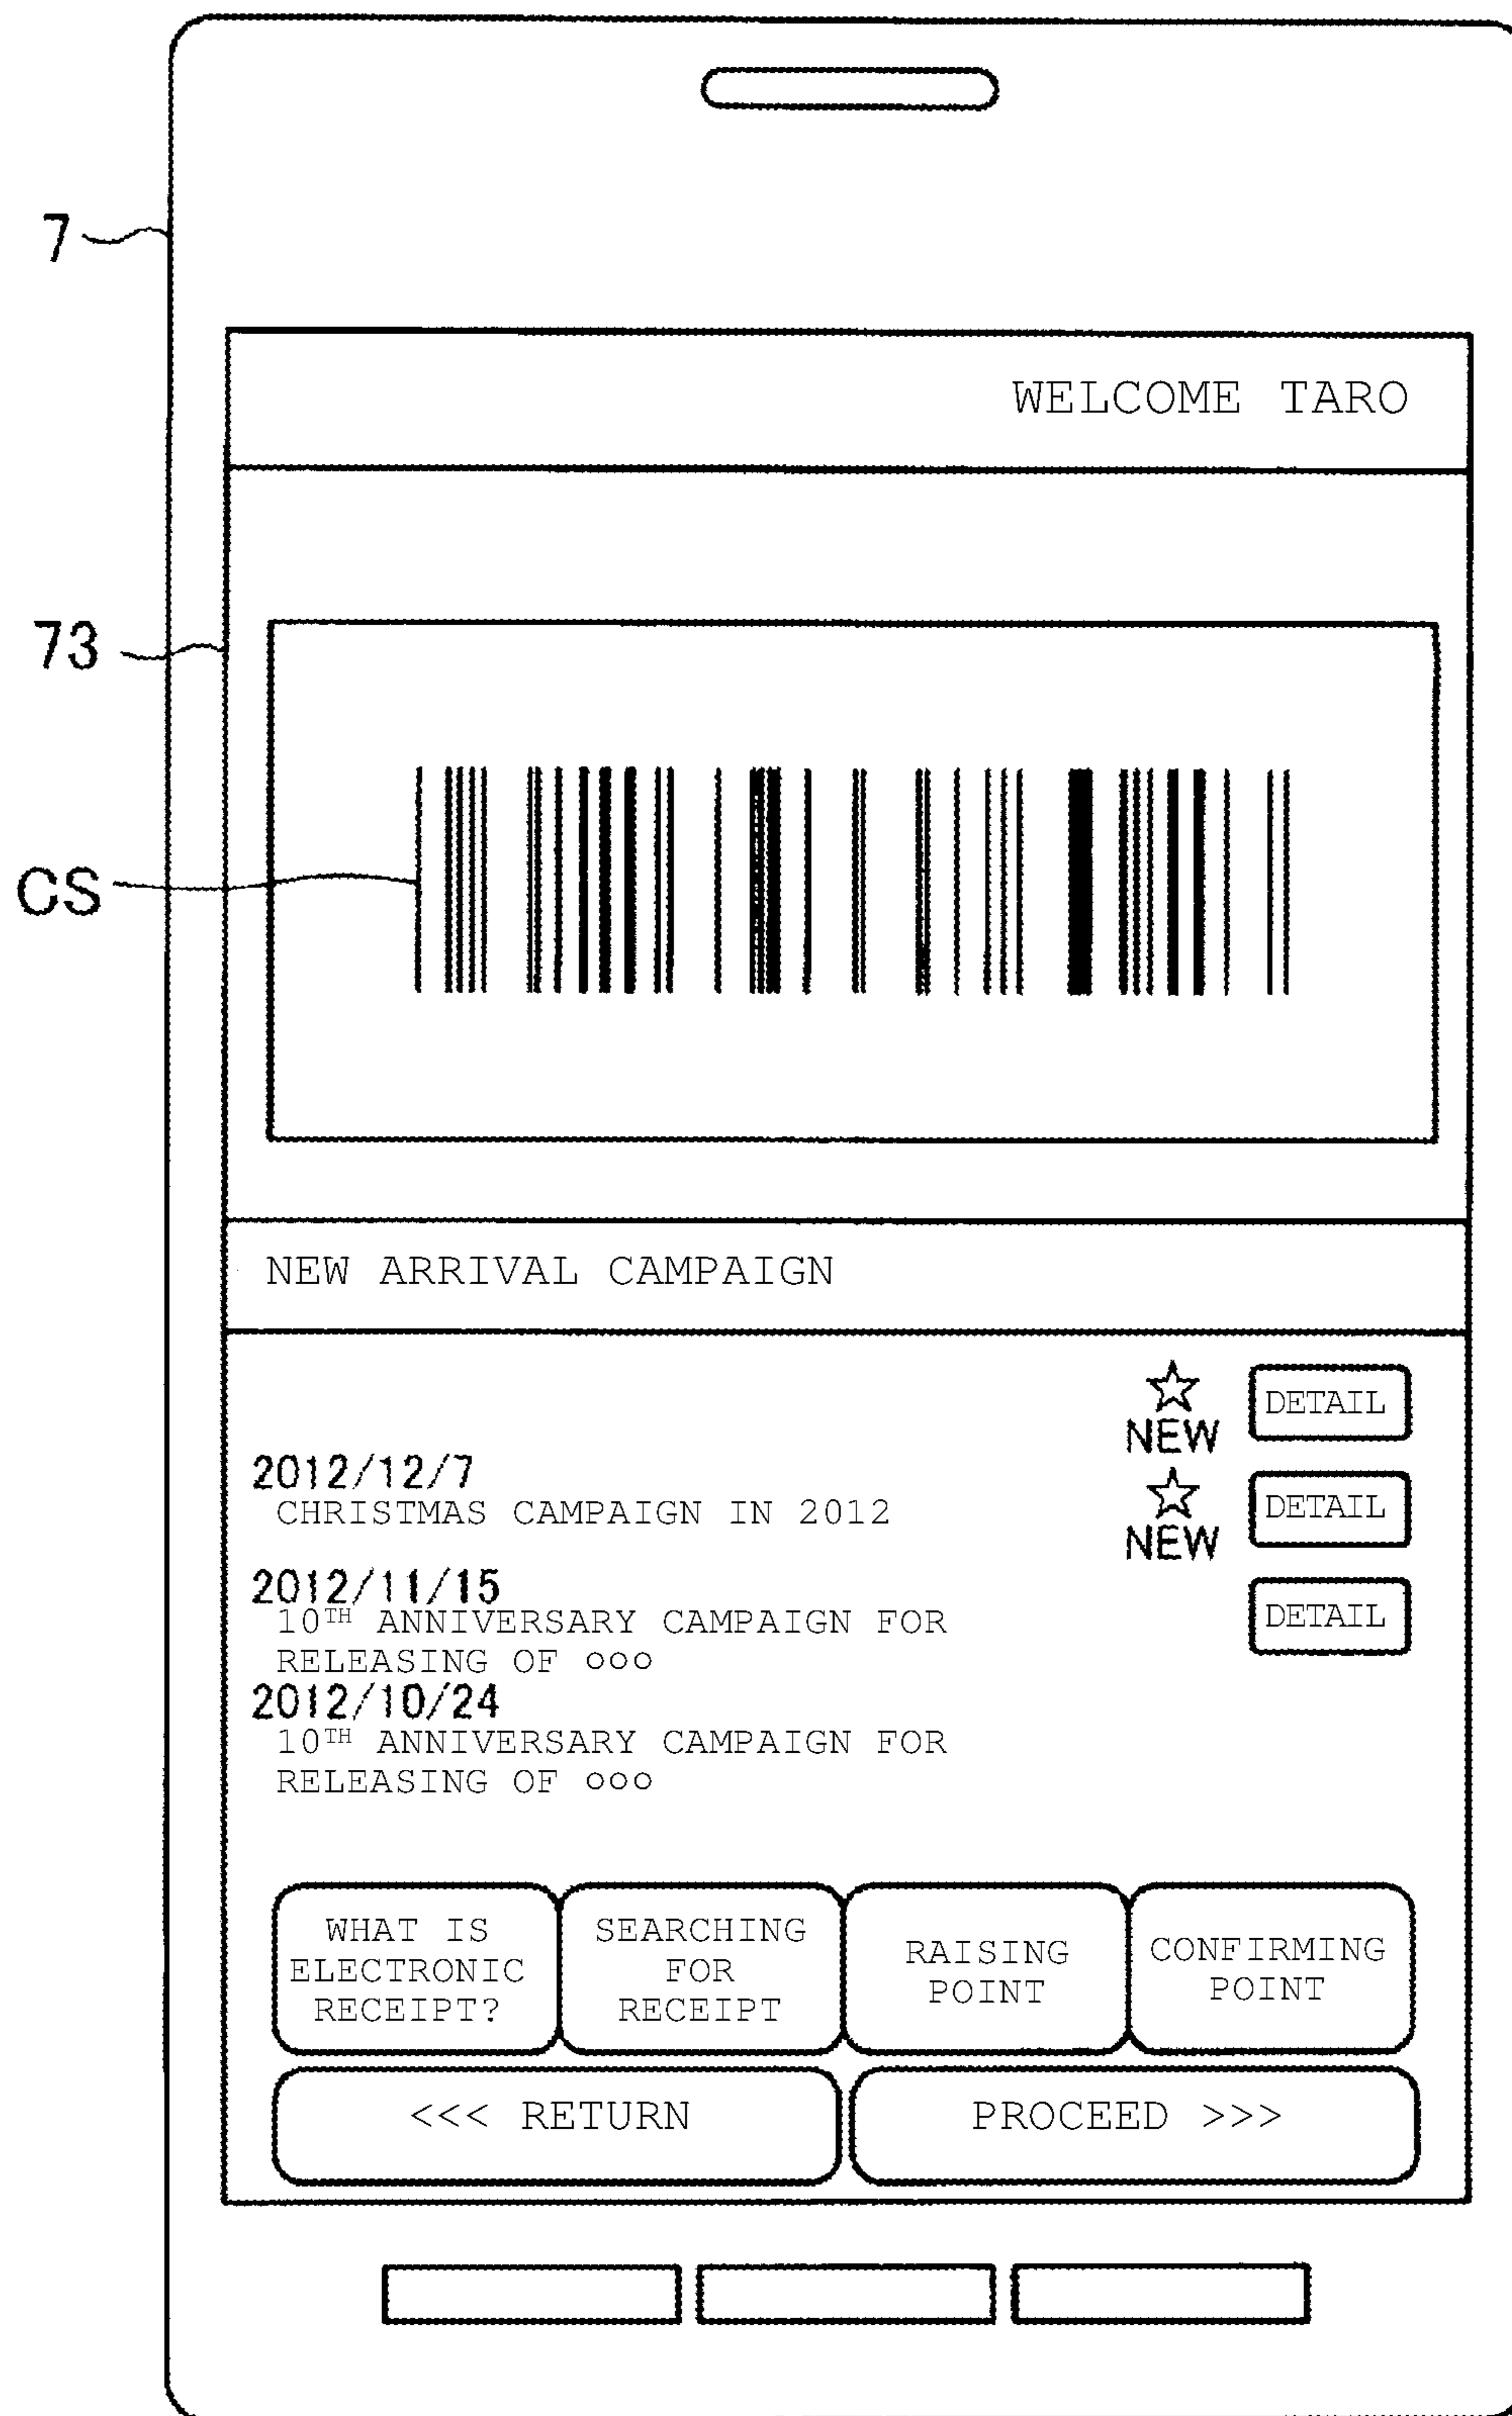 7
WELCOME TARO
73
CS
NEW ARRIVAL CAMPAIGN
☆ DETAIL
NEW
2012/12/7
CHRISTMAS CAMPAIGN IN 2012
☆ DETAIL
NEW
2012/11/15
10TH ANNIVERSARY CAMPAIGN FOR
RELEASING OF ○○○
DETAIL
2012/10/24
10TH ANNIVERSARY CAMPAIGN FOR
RELEASING OF ○○○
WHAT IS
ELECTRONIC
RECEIPT?
SEARCHING
FOR
RECEIPT
RAISING
POINT
CONFIRMING
POINT
<<< RETURN
PROCEED >>>